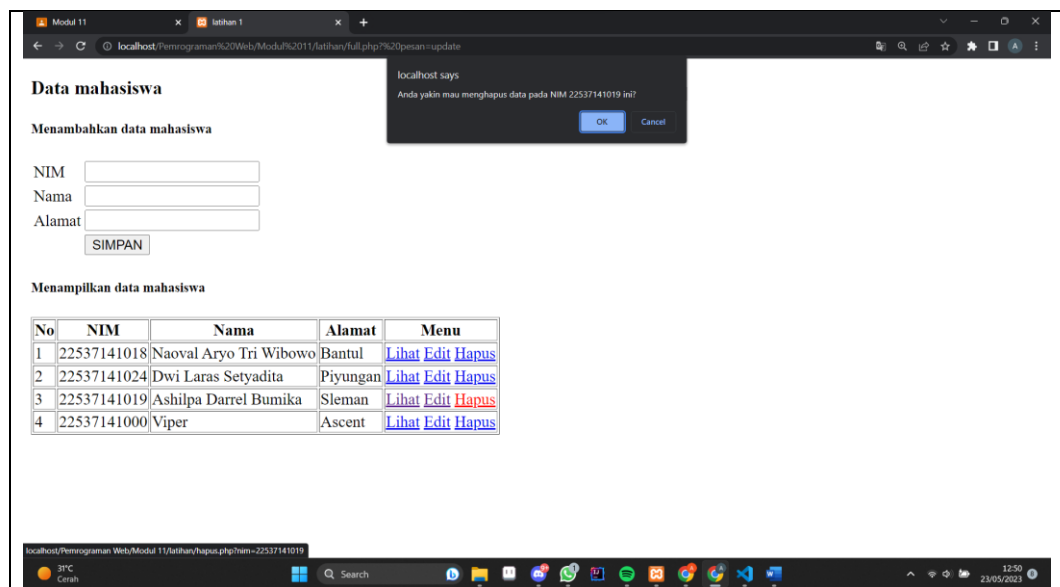 Modul 11
latihan 1
localhost/Pemrograman%20Web/Modul%2011/latihan/full.php?%20pesan=update
A
localhost says
Anda yakin mau menghapus data pada NIM 22537141019 ini?
OK
Cancel
Data mahasiswa
Menambahkan data mahasiswa
NIM
Nama
Alamat
SIMPAN
Menampilkan data mahasiswa
No NIM Nama Alamat Menu
1 22537141018 Naoval Aryo Tri Wibowo Bantul Lihat Edit Hapus
2 22537141024 Dwi Laras Setyadita Piyungan Lihat Edit Hapus
3 22537141019 Ashilpa Darrel Bumika Sleman Lihat Edit Hapus
4 22537141000 Viper Ascent Lihat Edit Hapus
localhost/Pemrograman Web/Modul 11/latihan/hapus.php?nim=22537141019
31°C
Cerah
Search
12:50
23/05/2023